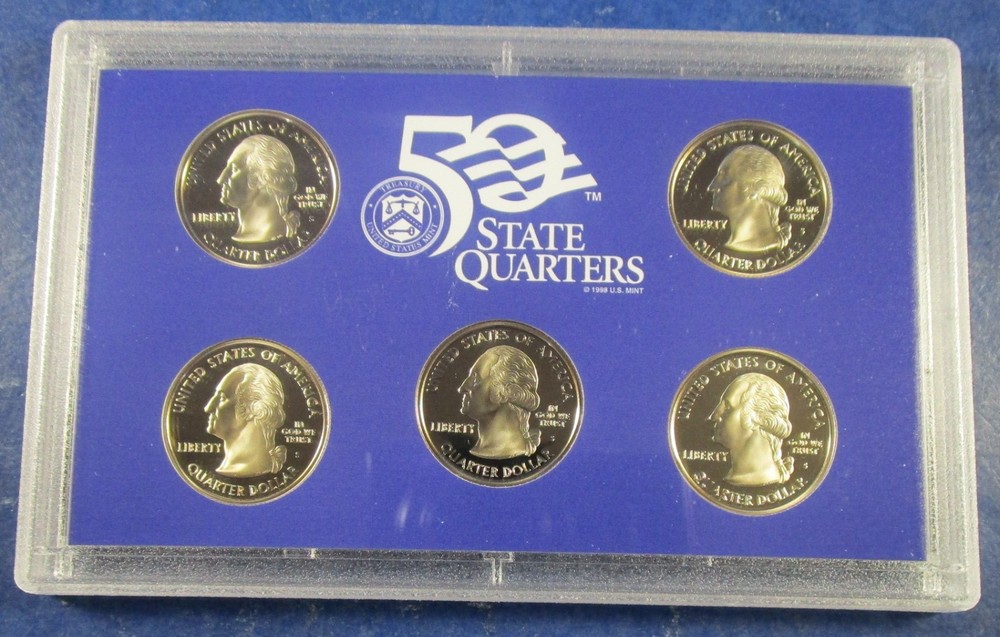 UNITED STATES OF AMERICA
LIBERTY
IN
GOD WE
TRUST
S
QUARTER DOLLAR
50 TM
TREASURY
UNITED STATES MINT
STATE
QUARTERS
© 1998 U.S. MINT
UNITED STATES OF AMERICA
LIBERTY
IN
GOD WE
TRUST
S
QUARTER DOLLAR
UNITED STATES OF AMERICA
LIBERTY
IN
GOD WE
TRUST
S
QUARTER DOLLAR
UNITED STATES OF AMERICA
LIBERTY
IN
GOD WE
TRUST
S
QUARTER DOLLAR
UNITED STATES OF AMERICA
LIBERTY
IN
GOD WE
TRUST
S
QUARTER DOLLAR